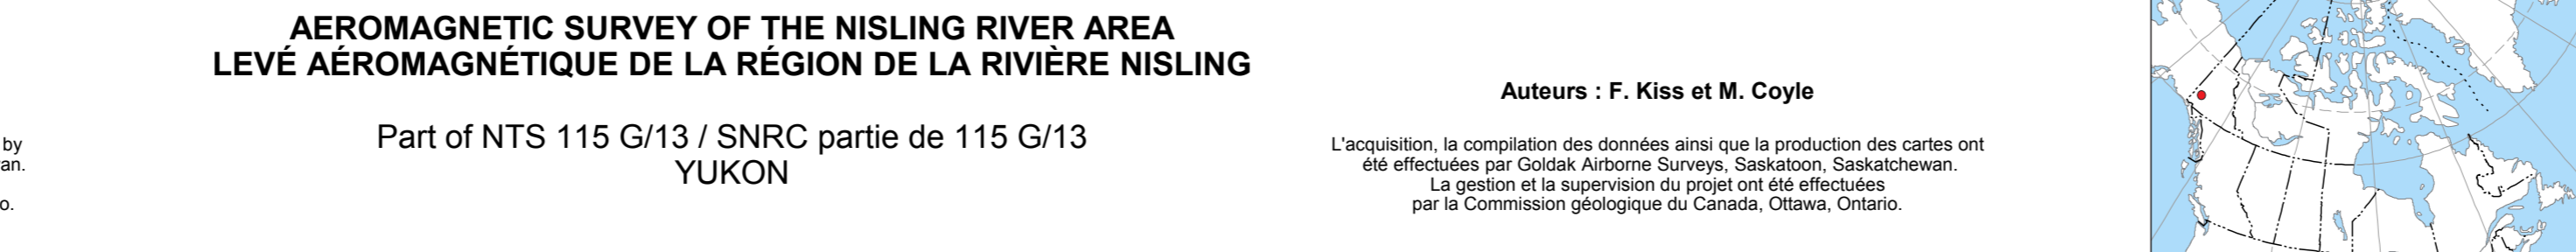 by
an.
o.
AEROMAGNETIC SURVEY OF THE NISLING RIVER AREA
LEVÉ AÉROMAGNÉTIQUE DE LA RÉGION DE LA RIVIÈRE NISLING
Part of NTS 115 G/13 / SNRC partie de 115 G/13
YUKON
Auteurs : F. Kiss et M. Coyle
L'acquisition, la compilation des données ainsi que la production des cartes ont
été effectuées par Goldak Airborne Surveys, Saskatoon, Saskatchewan.
La gestion et la supervision du projet ont été effectuées
par la Commission géologique du Canada, Ottawa, Ontario.